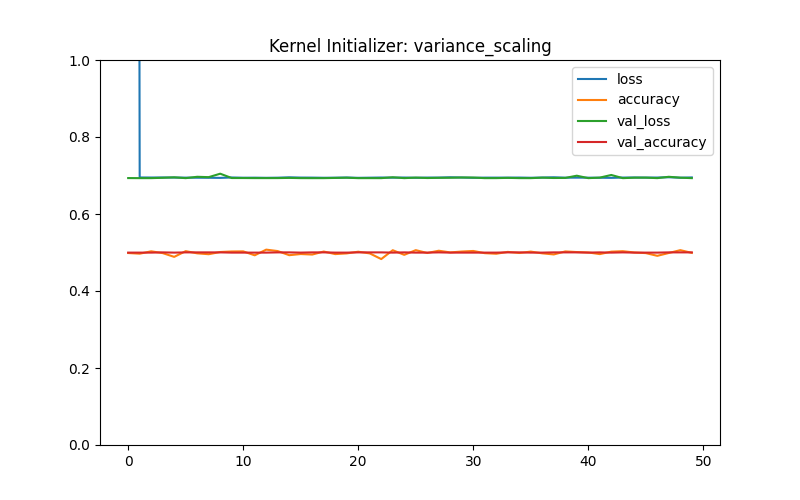 Kernel Initializer: variance_scaling
1.0
0.8
0.6
0.4
0.2
0.0
loss
accuracy
val_loss
val_accuracy
0 10 20 30 40 50